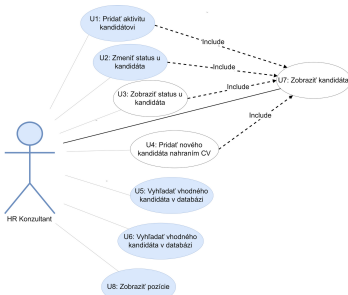 U1: Pridať aktivitu
kandidátovi
Include
U2: Zmeniť status u
kandidáta
Include
U7: Zobraziť kandidáta
U3: Zobraziť status u
kandidáta
Include
Include
U4: Pridať nového
kandidáta nahraním CV
U5: Vyhľadať vhodného
kandidáta v databázi
HR Konzultant
U6: Vyhľadať vhodného
kandidáta v databázi
U8: Zobraziť pozície